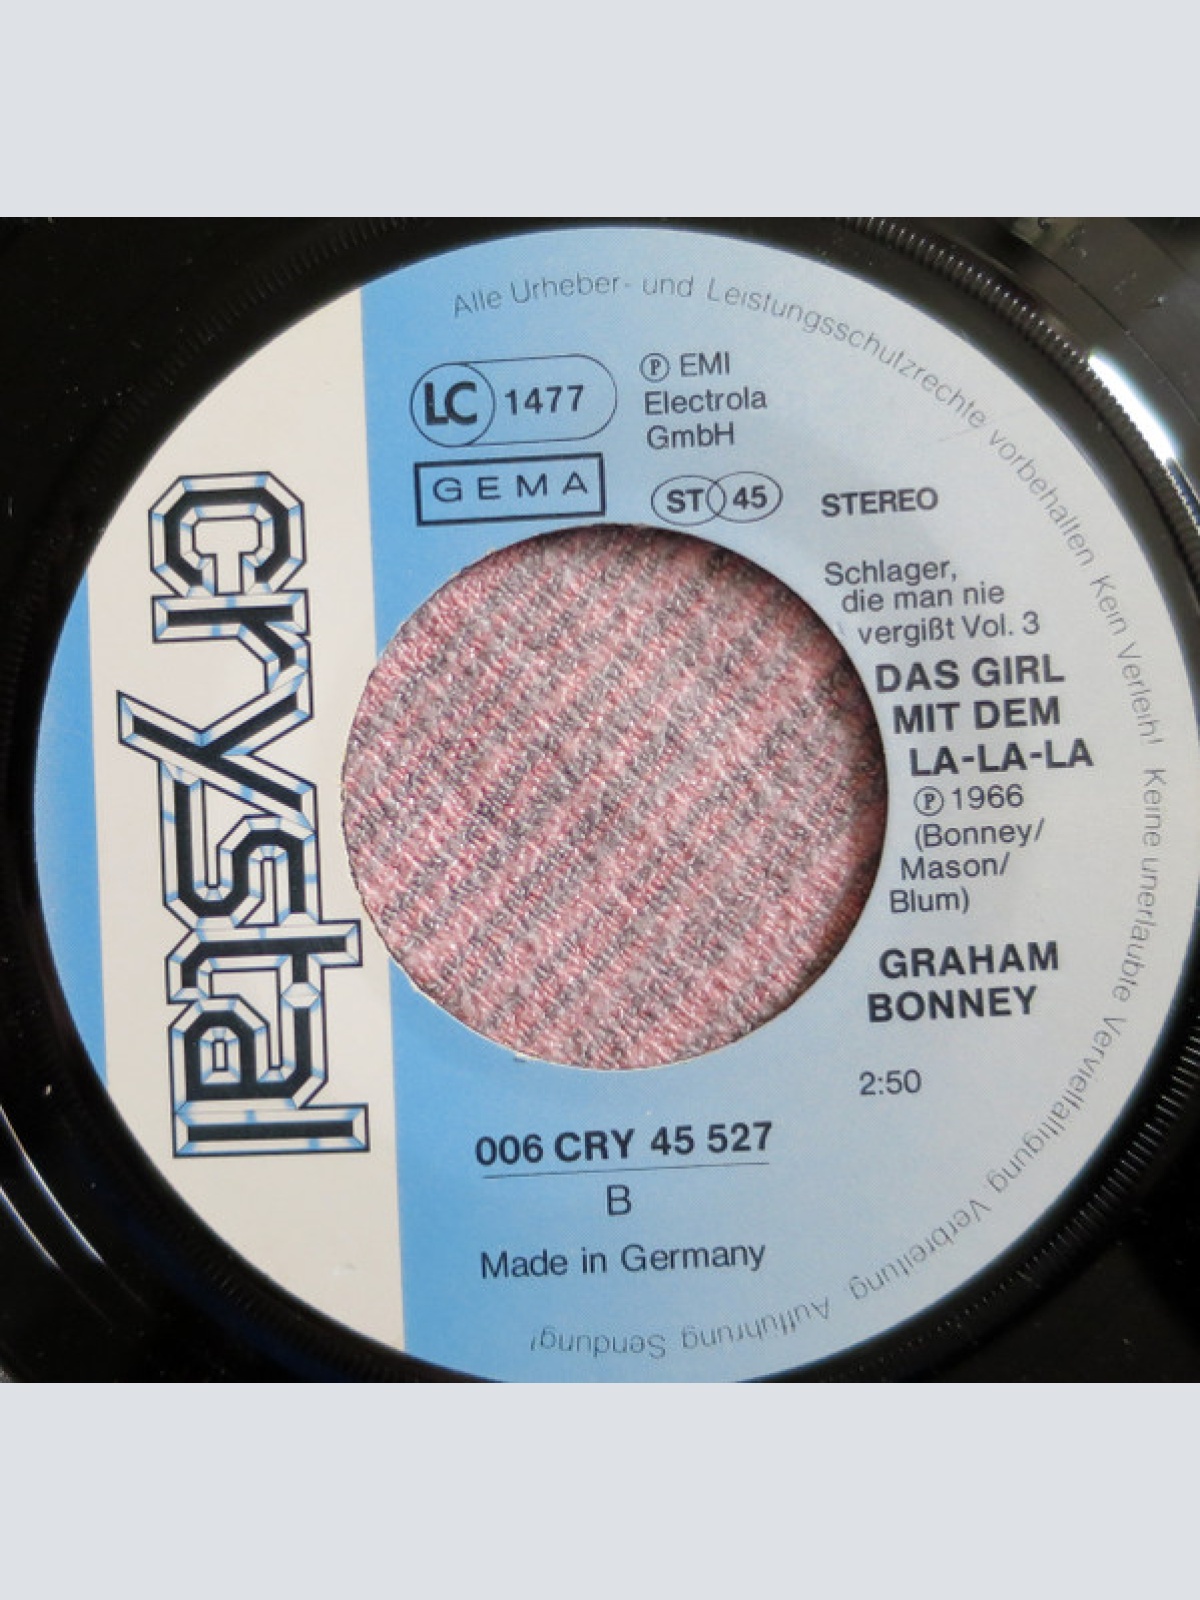 Alle Urheber- und Leistungsschutzrechte vorbehalten Kein Verleih! Keine unerlaubte Vervielfältigung Verbreitung, Aufführung Sendung!
crystal
LC 1477
GEMA
Ⓟ EMI
Electrola
GmbH
ST 45
STEREO
Schlager,
die man nie
vergißt Vol. 3
DAS GIRL
MIT DEM
LA-LA-LA
Ⓟ 1966
(Bonney/
Mason/
Blum)
GRAHAM
BONNEY
2:50
006 CRY 45 527
B
Made in Germany